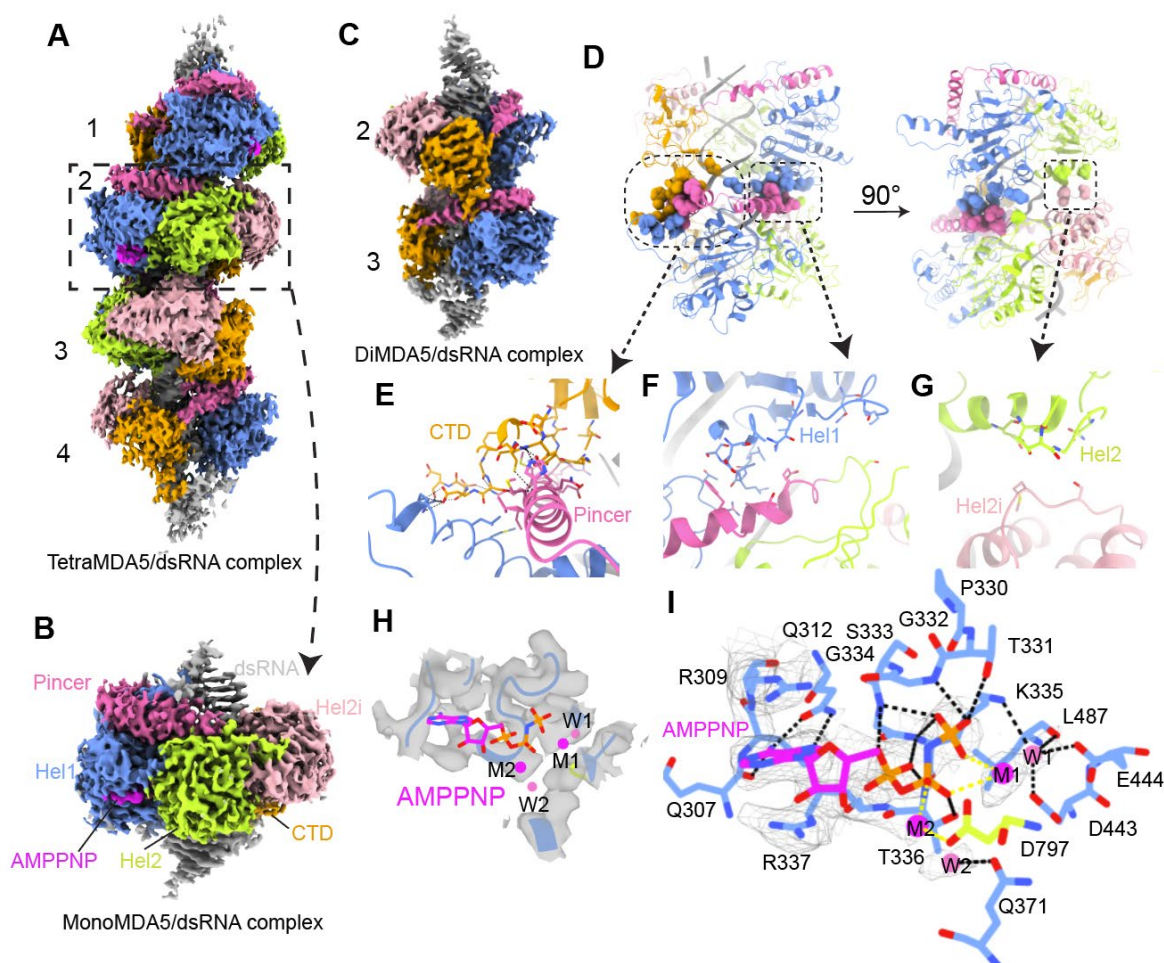 A
1
2
3
4
TetraMDA5/dsRNA complex
C
2
3
DiMDA5/dsRNA complex
D
90°
E
CTD
Pincer
F
Hel1
G
Hel2
Hel2i
B
dsRNA
Pincer
Hel2i
Hel1
AMPPNP
Hel2
CTD
MonoMDA5/dsRNA complex
H
W1
M1
M2
W2
AMPPNP
I
P330
G332
S333
T331
Q312
G334
R309
K335
AMPPNP
L487
W1
M1
E444
Q307
M2
D443
R337
T336
D797
W2
Q371